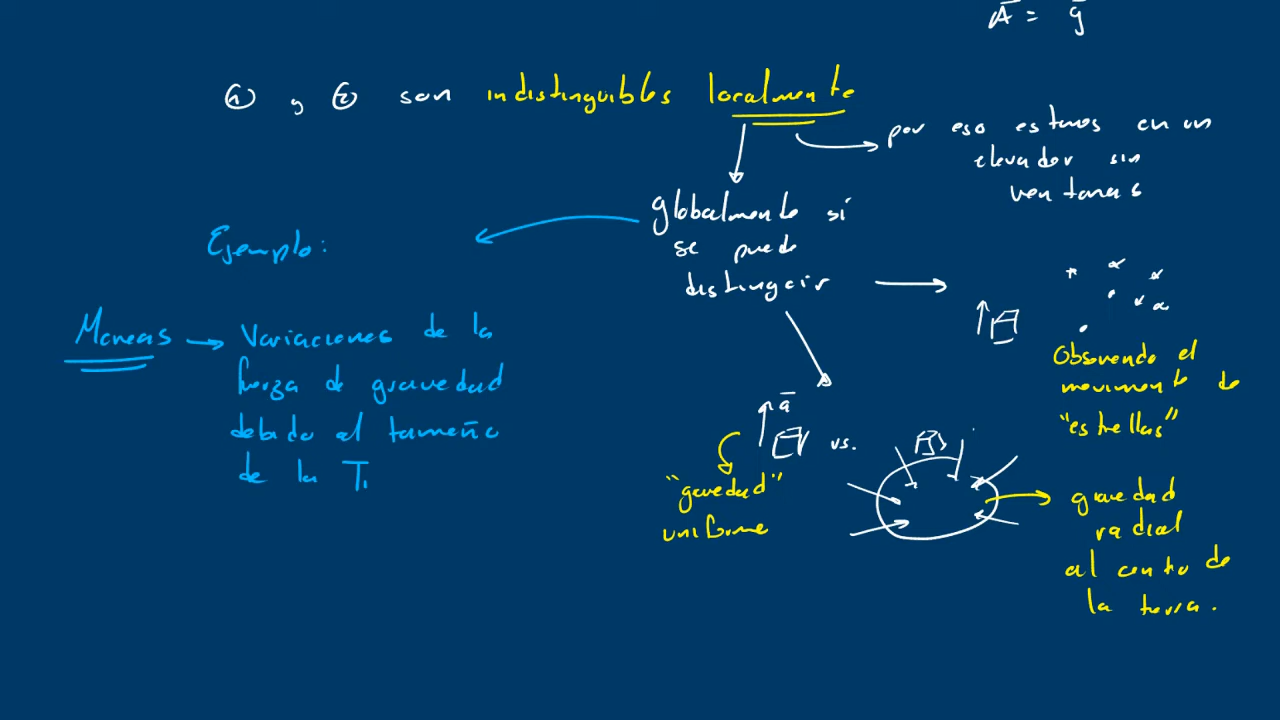 A = g
① y ② son indistinguibles localmente
por eso estamos en un
elevador sin
ventanas
globalmente sí
se puede
distinguir
Ejemplo:
Mareas → Variaciones de la
fuerza de gravedad
debido al tamaño
de la Ti
Observando el
movimiento de
"estrellas"
a
vs.
"gravedad"
uniforme
gravedad
radial
al centro de
la tierra.